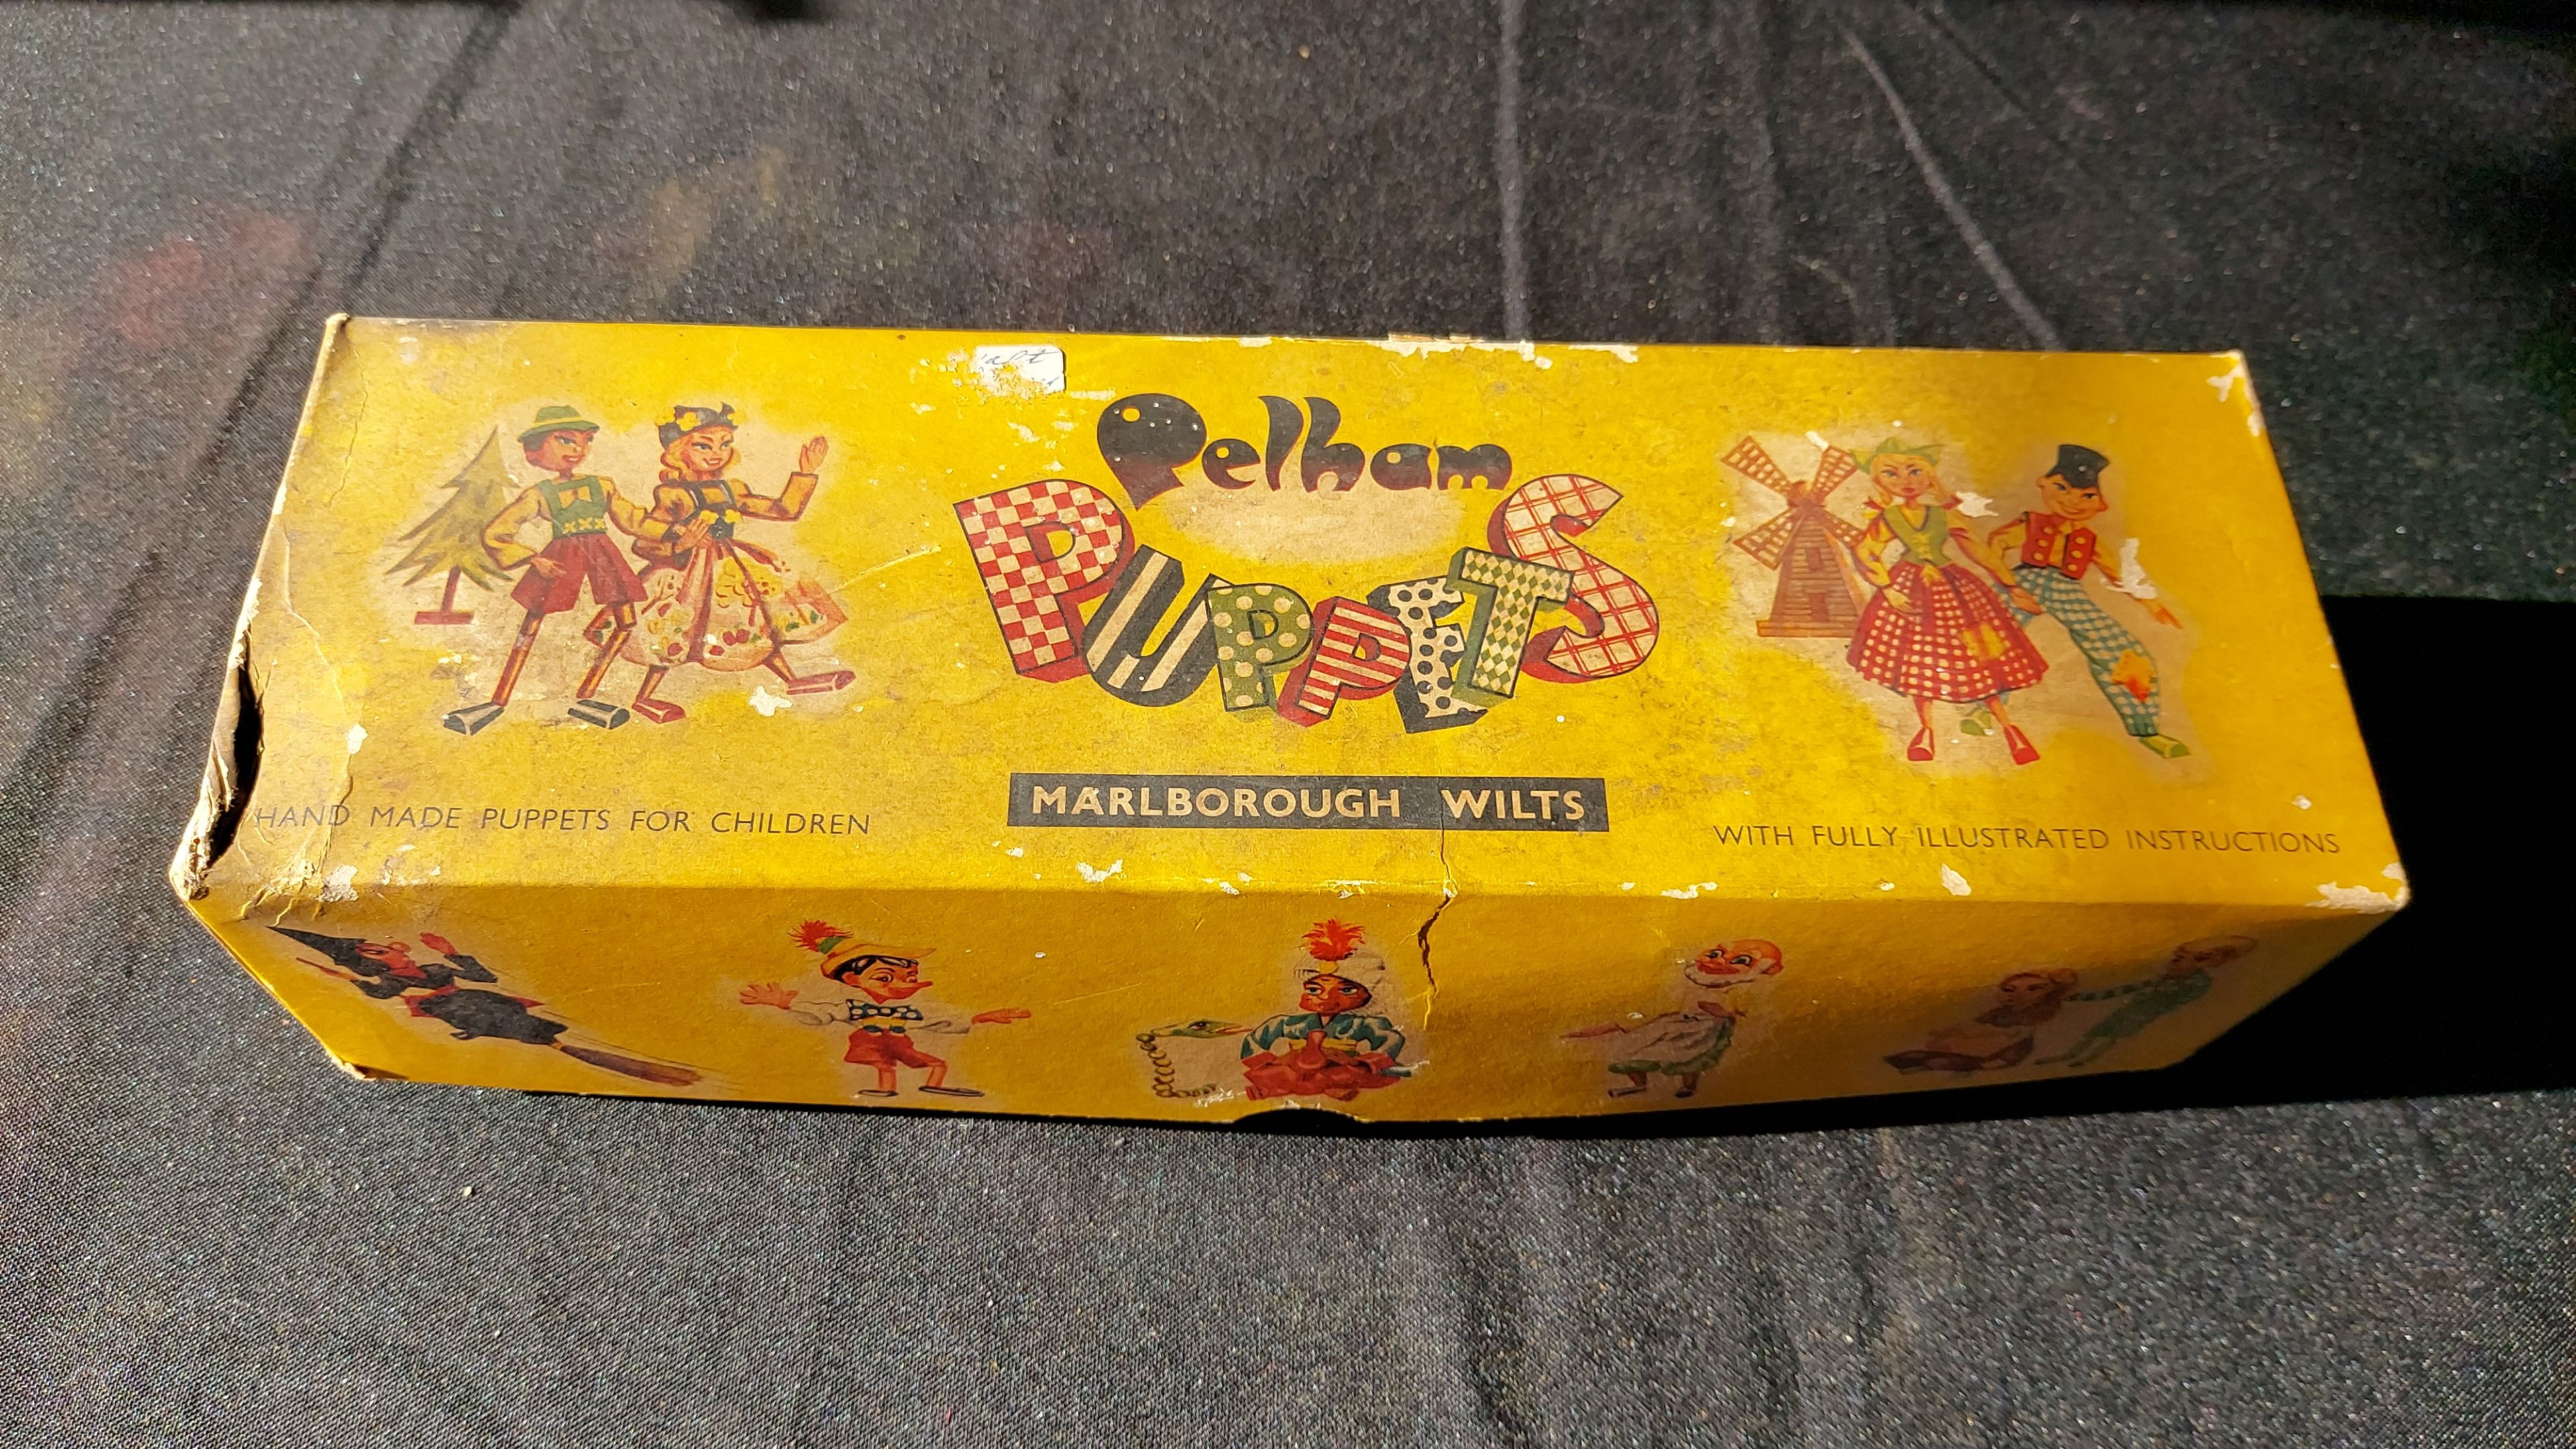 Pelham
PUPPETS
MARLBOROUGH WILTS
HAND MADE PUPPETS FOR CHILDREN
WITH FULLY ILLUSTRATED INSTRUCTIONS